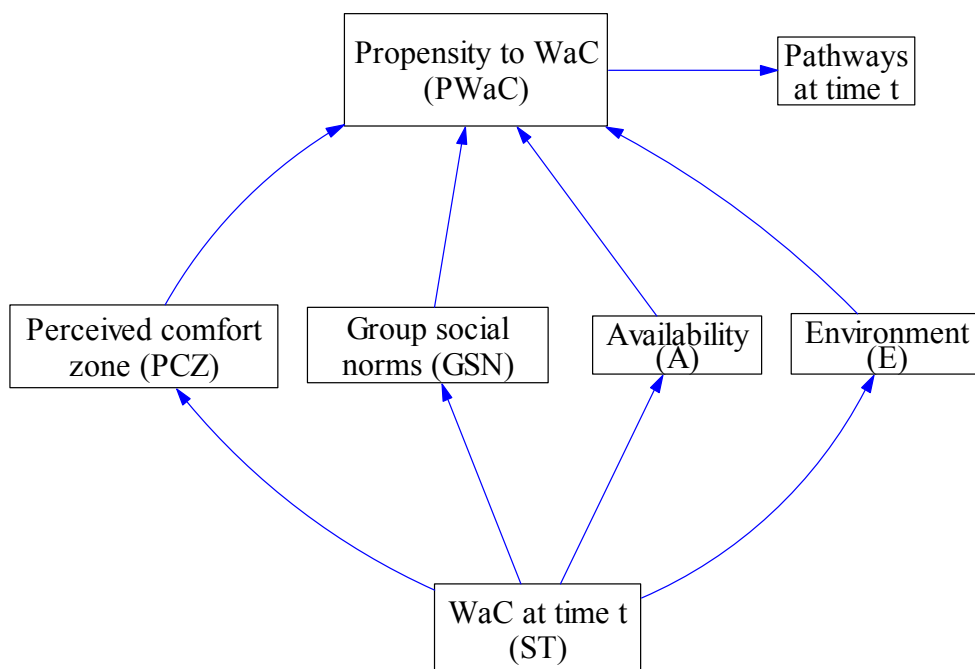 Propensity to WaC
(PWaC)
Pathways
at time t
Perceived comfort
zone (PCZ)
Group social
norms (GSN)
Availability
(A)
Environment
(E)
WaC at time t
(ST)